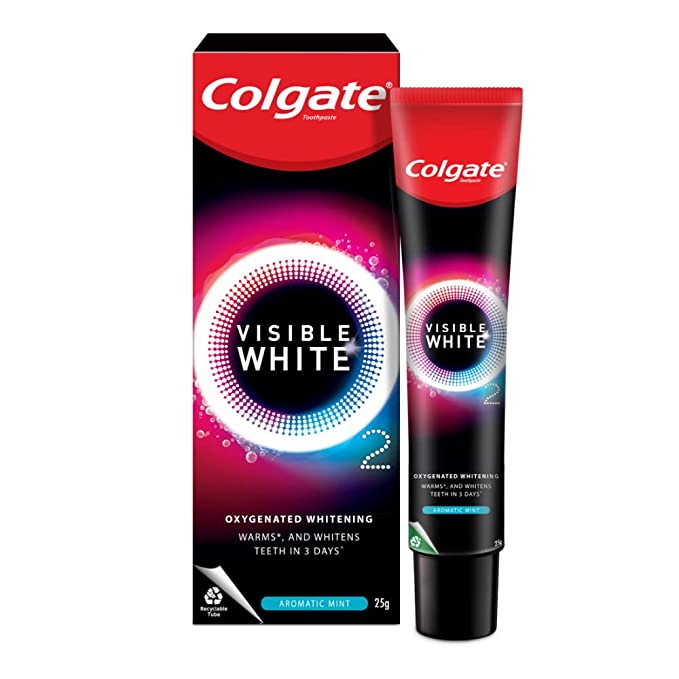 Colgate®
Toothpaste
VISIBLE
WHITE
2
OXYGENATED WHITENING
WARMS*, AND WHITENS
TEETH IN 3 DAYS^
Recyclable
Tube
AROMATIC MINT
25g
Colgate®
Toothpaste
VISIBLE
WHITE
2
OXYGENATED WHITENING
WARMS*, AND WHITENS
TEETH IN 3 DAYS^
AROMATIC MINT
25g